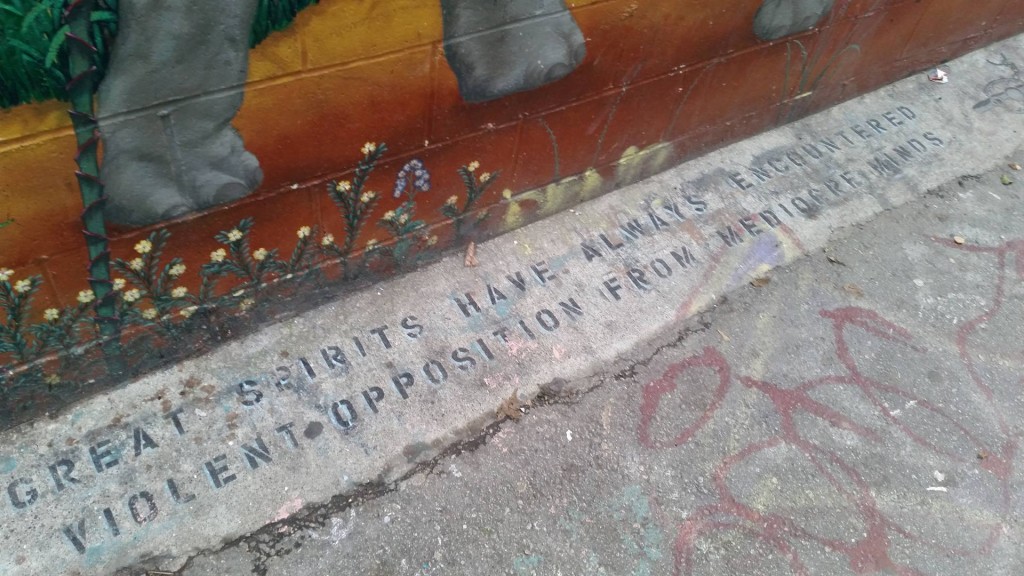 GREAT SPIRITS HAVE ALWAYS ENCOUNTERED
VIOLENT OPPOSITION FROM MEDIOCRE MINDS